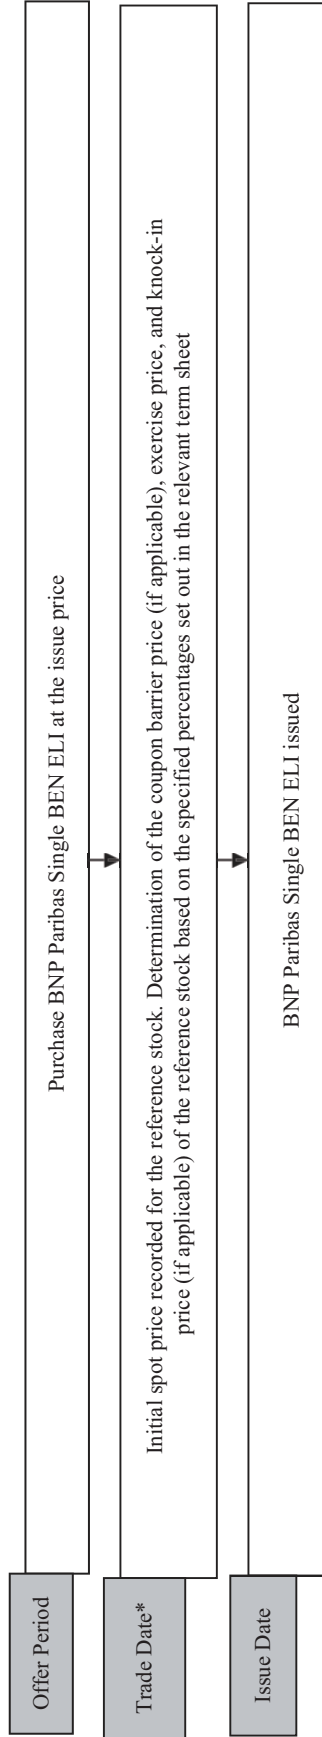 Offer Period
Purchase BNP Paribas Single BEN ELI at the issue price
Trade Date*
Initial spot price recorded for the reference stock. Determination of the coupon barrier price (if applicable), exercise price, and knock-in
price (if applicable) of the reference stock based on the specified percentages set out in the relevant term sheet
Issue Date
BNP Paribas Single BEN ELI issued